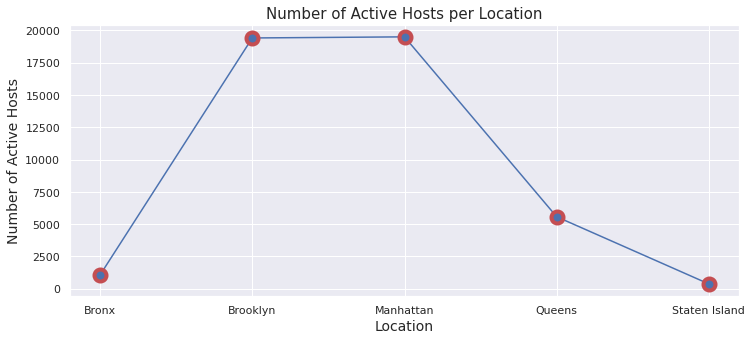 Number of Active Hosts per Location
Number of Active Hosts
20000
17500
15000
12500
10000
7500
5000
2500
0
Bronx
Brooklyn
Manhattan
Queens
Staten Island
Location